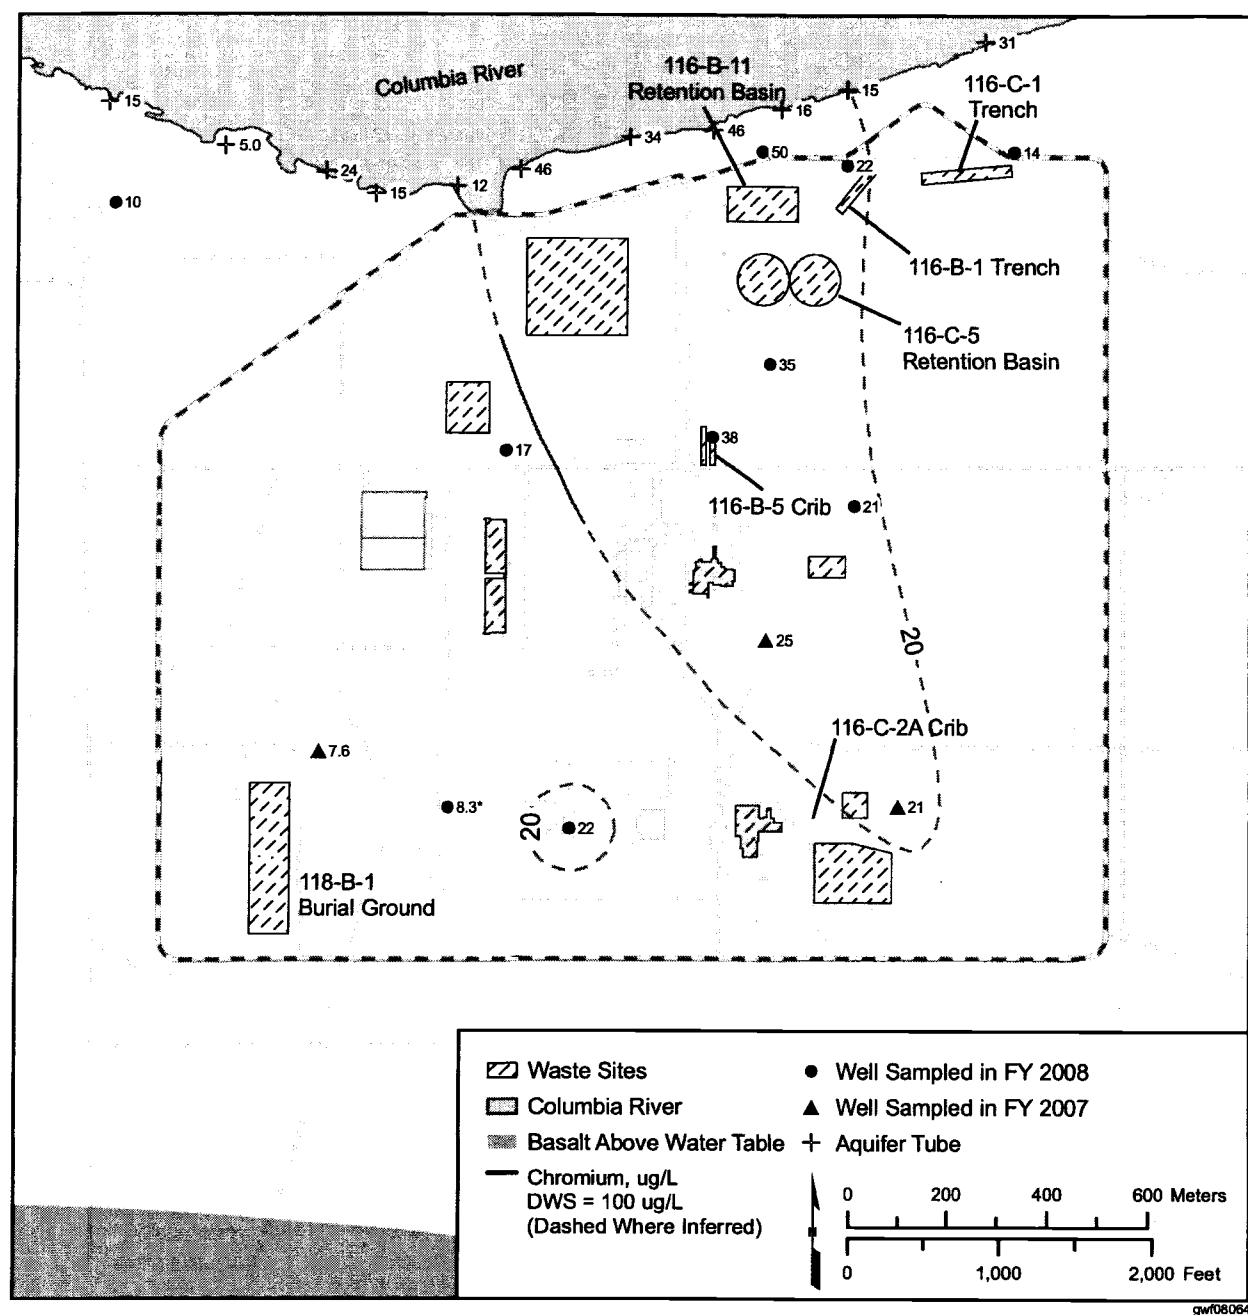 31
Columbia River
116-B-11
Retention Basin
116-C-1
Trench
15
15
16
5.0
34
46
50
22
14
24
46
15
12
10
116-B-1 Trench
116-C-5
Retention Basin
35
17
38
116-B-5 Crib
21
25
20
116-C-2A Crib
7.6
8.3*
20
22
21
118-B-1
Burial Ground
Waste Sites
Columbia River
Basalt Above Water Table
Chromium, ug/L
DWS = 100 ug/L
(Dashed Where Inferred)
Well Sampled in FY 2008
Well Sampled in FY 2007
Aquifer Tube
0 200 400 600 Meters
0 1,000 2,000 Feet
gwf08064